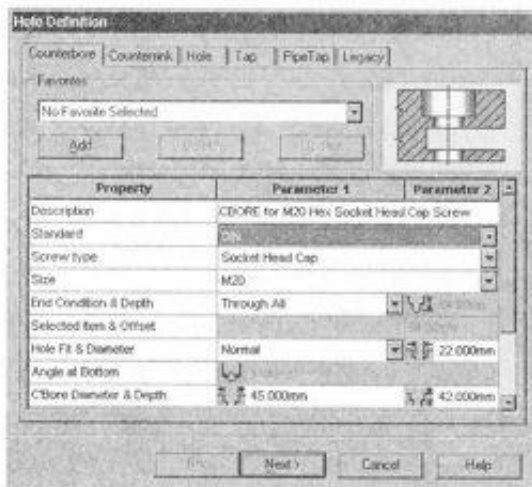 Hole Definition
Counterbore Countersink Hole Tap PipeTap Legacy
Favorites
No Favorite Selected
Add
Property Parameter 1 Parameter 2
Description CBORE for M20 Hex Socket Head Cap Screw
Standard
Screw type Socket Head Cap
Size M20
End Condition & Depth Through All
Selected Item & Offset
Hole Fit & Diameter Normal 22.000mm
Angle at Bottom
C'Bore Diameter & Depth 45.000mm 42.000mm
Next > Cancel Help